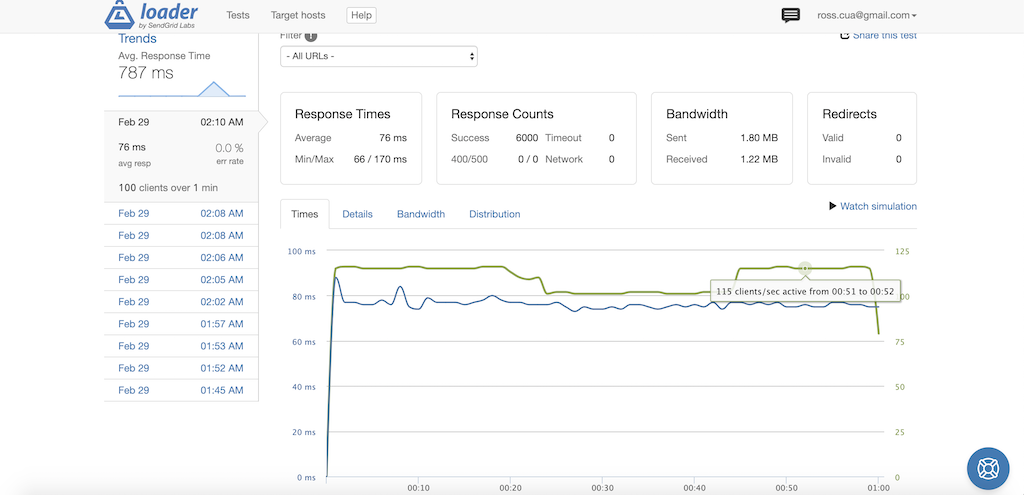 loader
by SendGrid Labs
Tests Target hosts Help ross.cua@gmail.com
Trends
Avg. Response Time
787 ms
Feb 29 02:10 AM
76 ms 0.0 %
avg resp err rate
100 clients over 1 min
Feb 29 02:08 AM
Feb 29 02:08 AM
Feb 29 02:06 AM
Feb 29 02:05 AM
Feb 29 02:02 AM
Feb 29 01:57 AM
Feb 29 01:53 AM
Feb 29 01:52 AM
Feb 29 01:45 AM
Filter i Share this test
- All URLs -
Response Times
Average 76 ms
Min/Max 66 / 170 ms
Response Counts
Success 6000 Timeout 0
400/500 0 / 0 Network 0
Bandwidth
Sent 1.80 MB
Received 1.22 MB
Redirects
Valid 0
Invalid 0
Times Details Bandwidth Distribution Watch simulation
100 ms 125
115 clients/sec active from 00:51 to 00:52
80 ms 00
60 ms 75
40 ms 50
20 ms 25
0 ms 0
00:10 00:20 00:30 00:40 00:50 01:00